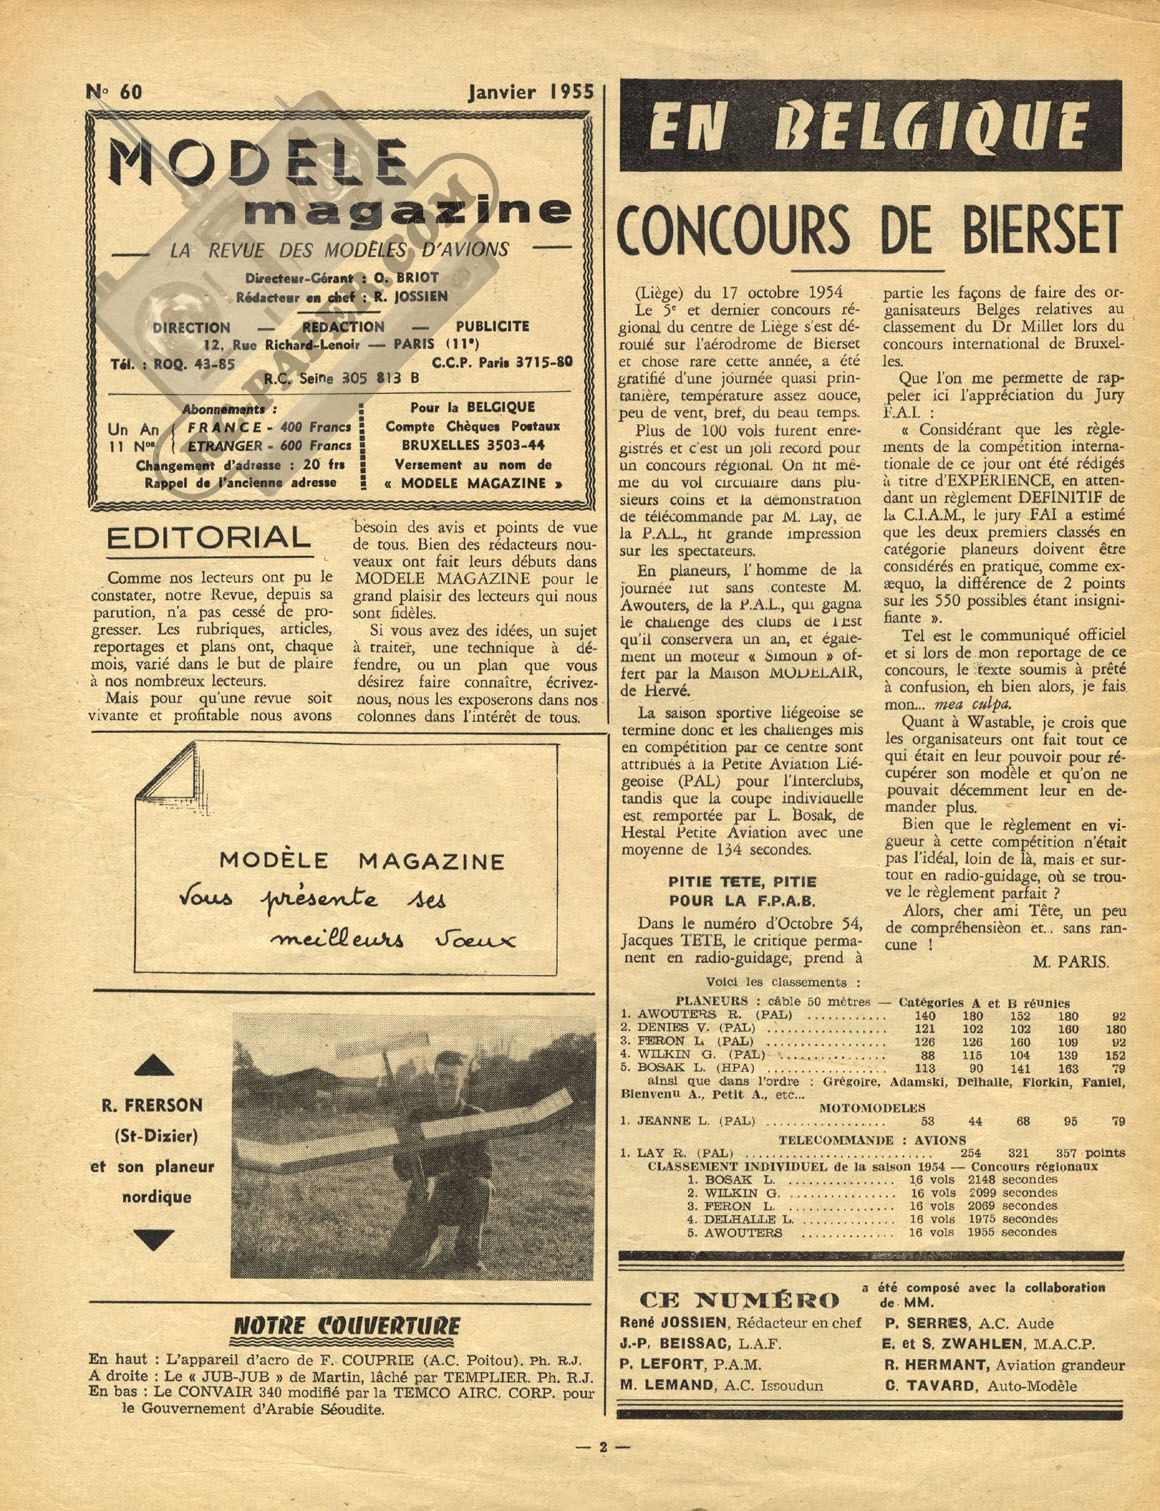 No 60 Janvier 1955
MODELE
magazine
LA REVUE DES MODÈLES D'AVIONS
Directeur-Gérant : O. BRIOT
Rédacteur en chef : R. JOSSIEN
DIRECTION — REDACTION — PUBLICITE
12, Rue Richard-Lenoir — PARIS (11e)
Tél. : ROQ. 43-85 C.C.P. Paris 3715-80
R.C. Seine 305 813 B
Abonnements :
Un An FRANCE - 400 Francs
11 Nos ETRANGER - 600 Francs
Changement d'adresse : 20 frs
Rappel de l'ancienne adresse
Pour la BELGIQUE
Compte Chèques Postaux
BRUXELLES 3503-44
Versement au nom de
« MODELE MAGAZINE »
EDITORIAL
Comme nos lecteurs ont pu le
constater, notre Revue, depuis sa
parution, n'a pas cessé de pro-
gresser. Les rubriques, articles,
reportages et plans ont, chaque
mois, varié dans le but de plaire
à nos nombreux lecteurs.
Mais pour qu'une revue soit
vivante et profitable nous avons
besoin des avis et points de vue
de tous. Bien des rédacteurs nou-
veaux ont fait leurs débuts dans
MODELE MAGAZINE pour le
grand plaisir des lecteurs qui nous
sont fidèles.
Si vous avez des idées, un sujet
à traiter, une technique à dé-
fendre, ou un plan que vous
désirez faire connaître, écrivez-
nous, nous les exposerons dans nos
colonnes dans l'intérêt de tous.
MODÈLE MAGAZINE
Vous présente ses
meilleurs vœux
R. FRERSON
(St-Dizier)
et son planeur
nordique
NOTRE COUVERTURE
En haut : L'appareil d'acro de F. COUPRIE (A.C. Poitou). Ph. R.J.
A droite : Le « JUB-JUB » de Martin, lâché par TEMPLIER. Ph. R.J.
En bas : Le CONVAIR 340 modifié par la TEMCO AIRC. CORP. pour
le Gouvernement d'Arabie Séoudite.
EN BELGIQUE
CONCOURS DE BIERSET
(Liège) du 17 octobre 1954
Le 5e et dernier concours ré-
gional du centre de Liège s'est dé-
roulé sur l'aérodrome de Bierset
et chose rare cette année, a été
gratifié d'une journée quasi prin-
tanière, température assez douce,
peu de vent, bref, du beau temps.
Plus de 100 vols furent enre-
gistrés et c'est un joli record pour
un concours régional. On fit mê-
me du vol circulaire dans plu-
sieurs coins et la démonstration
de télécommande par M. Lay, de
la P.A.L., fit grande impression
sur les spectateurs.
En planeurs, l'homme de la
journée fut sans conteste M.
Awouters, de la P.A.L., qui gagna
le challenge des clubs de l'Est
qu'il conservera un an, et égale-
ment un moteur « Simoun » of-
fert par la Maison MODELAIR,
de Hervé.
La saison sportive liégeoise se
termine donc et les challenges mis
en compétition par ce centre sont
attribués à la Petite Aviation Lié-
geoise (PAL) pour l'Interclubs,
tandis que la coupe individuelle
est remportée par L. Bosak, de
Hestal Petite Aviation avec une
moyenne de 134 secondes.
PITIE TETE, PITIE
POUR LA F.P.A.B.
Dans le numéro d'Octobre 54,
Jacques TETE, le critique perma-
nent en radio-guidage, prend à
partie les façons de faire des or-
ganisateurs Belges relatives au
classement du Dr Millet lors du
concours international de Bruxel-
les.
Que l'on me permette de rap-
peler ici l'appréciation du Jury
F.A.I. :
« Considérant que les règle-
ments de la compétition interna-
tionale de ce jour ont été rédigés
à titre d'EXPERIENCE, en atten-
dant un règlement DEFINITIF de
la C.I.A.M., le jury FAI a estimé
que les deux premiers classés en
catégorie planeurs doivent être
considérés en pratique, comme ex-
æquo, la différence de 2 points
sur les 550 possibles étant insigni-
fiante ».
Tel est le communiqué officiel
et si lors de mon reportage de ce
concours, le texte soumis à prêté
à confusion, eh bien alors, je fais
mon... mea culpa.
Quant à Wastable, je crois que
les organisateurs ont fait tout ce
qui était en leur pouvoir pour ré-
cupérer son modèle et qu'on ne
pouvait décemment leur en de-
mander plus.
Bien que le règlement en vi-
gueur à cette compétition n'était
pas l'idéal, loin de là, mais et sur-
tout en radio-guidage, où se trou-
ve le règlement parfait ?
Alors, cher ami Tête, un peu
de compréhensièon et.. sans ran-
cune !
M. PARIS.
Voici les classements :
PLANEURS : câble 50 mètres — Catégories A et B réunies
1. AWOUTERS R. (PAL) ............ 140 180 152 180 92
2. DENIES V. (PAL) ............ 121 102 102 160 180
3. FERON L (PAL) ............ 126 126 160 109 92
4. WILKIN G. (PAL) ............ 88 115 104 139 152
5. BOSAK L. (HPA) ............ 113 90 141 163 79
ainsi que dans l'ordre : Grégoire, Adamski, Delhalle, Florkin, Faniel,
Bienvenu A., Petit A., etc...
MOTOMODELES
1. JEANNE L. (PAL) ............ 53 44 68 95 79
TELECOMMANDE : AVIONS
1. LAY R. (PAL) ............ 254 321 357 points
CLASSEMENT INDIVIDUEL de la saison 1954 — Concours régionaux
1. BOSAK L. ............ 16 vols 2148 secondes
2. WILKIN G. ............ 16 vols 2099 secondes
3. FERON L. ............ 16 vols 2069 secondes
4. DELHALLE L. ............ 16 vols 1975 secondes
5. AWOUTERS ............ 16 vols 1955 secondes
CE NUMÉRO a été composé avec la collaboration
de MM.
René JOSSIEN, Rédacteur en chef
J.-P. BEISSAC, L.A.F.
P. LEFORT, P.A.M.
M. LEMAND, A.C. Issoudun
P. SERRES, A.C. Aude
E. et S. ZWAHLEN, M.A.C.P.
R. HERMANT, Aviation grandeur
C. TAVARD, Auto-Modèle
— 2 —